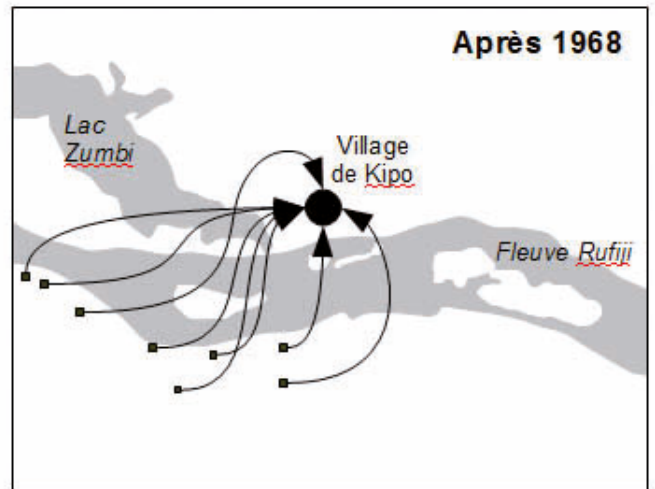 Après 1968
Lac
Zumbi
Village
de Kipo
Fleuve Rufiji